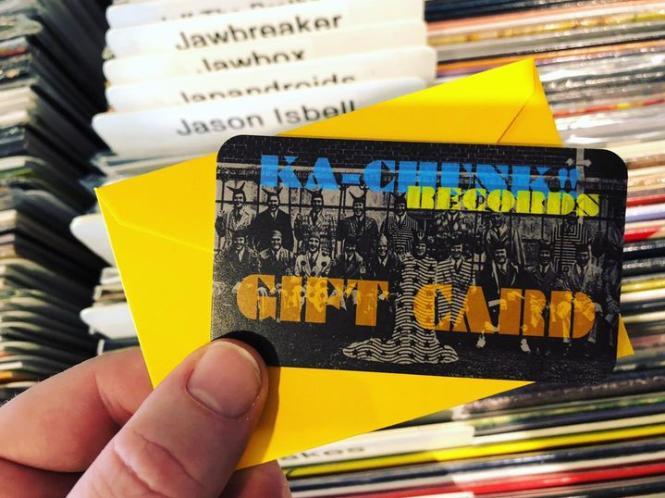 Jawbreaker
Jawbox
Japandroids
Jason Isbell
KA-CHUNK!!
RECORDS
GIFT CARD